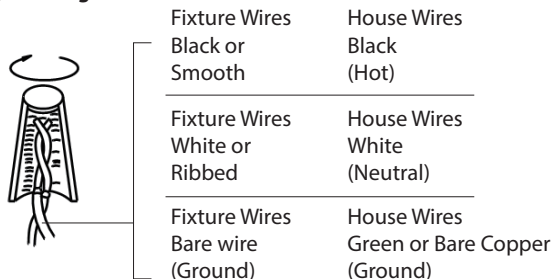 Fixture Wires House Wires
Black or Black
Smooth (Hot)
Fixture Wires House Wires
White or White
Ribbed (Neutral)
Fixture Wires House Wires
Bare wire Green or Bare Copper
(Ground) (Ground)